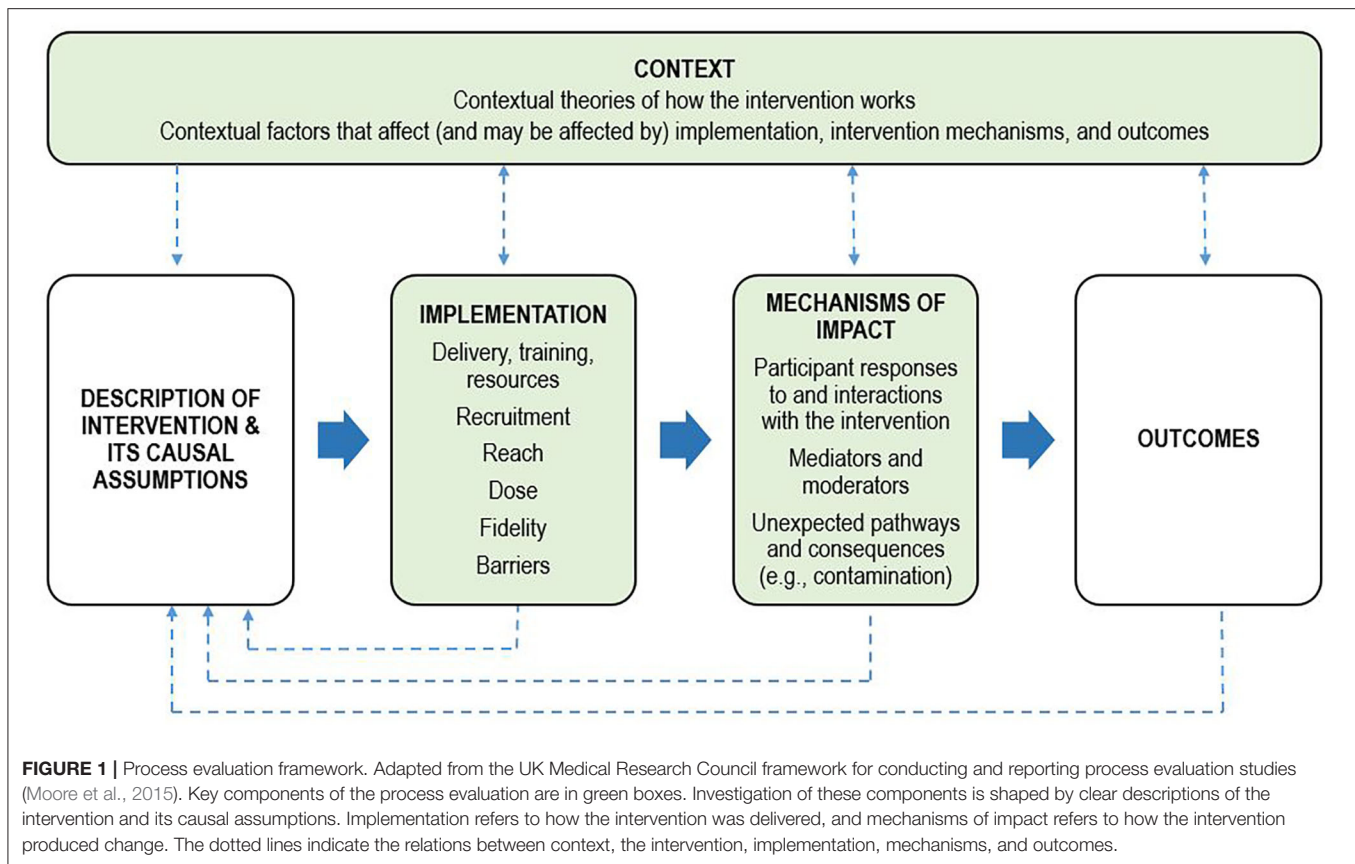 CONTEXT
Contextual theories of how the intervention works
Contextual factors that affect (and may be affected by) implementation, intervention mechanisms, and outcomes
DESCRIPTION OF
INTERVENTION &
ITS CAUSAL
ASSUMPTIONS
IMPLEMENTATION
Delivery, training,
resources
Recruitment
Reach
Dose
Fidelity
Barriers
MECHANISMS OF
IMPACT
Participant responses
to and interactions
with the intervention
Mediators and
moderators
Unexpected pathways
and consequences
(e.g., contamination)
OUTCOMES
FIGURE 1 | Process evaluation framework. Adapted from the UK Medical Research Council framework for conducting and reporting process evaluation studies
(Moore et al., 2015). Key components of the process evaluation are in green boxes. Investigation of these components is shaped by clear descriptions of the
intervention and its causal assumptions. Implementation refers to how the intervention was delivered, and mechanisms of impact refers to how the intervention
produced change. The dotted lines indicate the relations between context, the intervention, implementation, mechanisms, and outcomes.